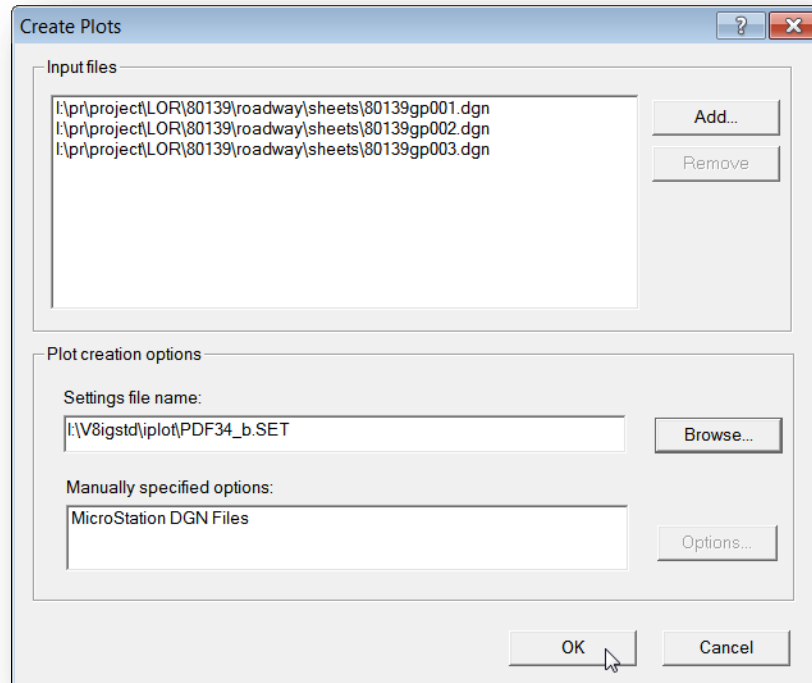 Create Plots
Input files
l:\pr\project\LOR\80139\roadway\sheets\80139gp001.dgn
l:\pr\project\LOR\80139\roadway\sheets\80139gp002.dgn
l:\pr\project\LOR\80139\roadway\sheets\80139gp003.dgn
Add...
Remove
Plot creation options
Settings file name:
l:\V8igstd\iplot\PDF34_b.SET
Browse...
Manually specified options:
MicroStation DGN Files
Options...
OK
Cancel